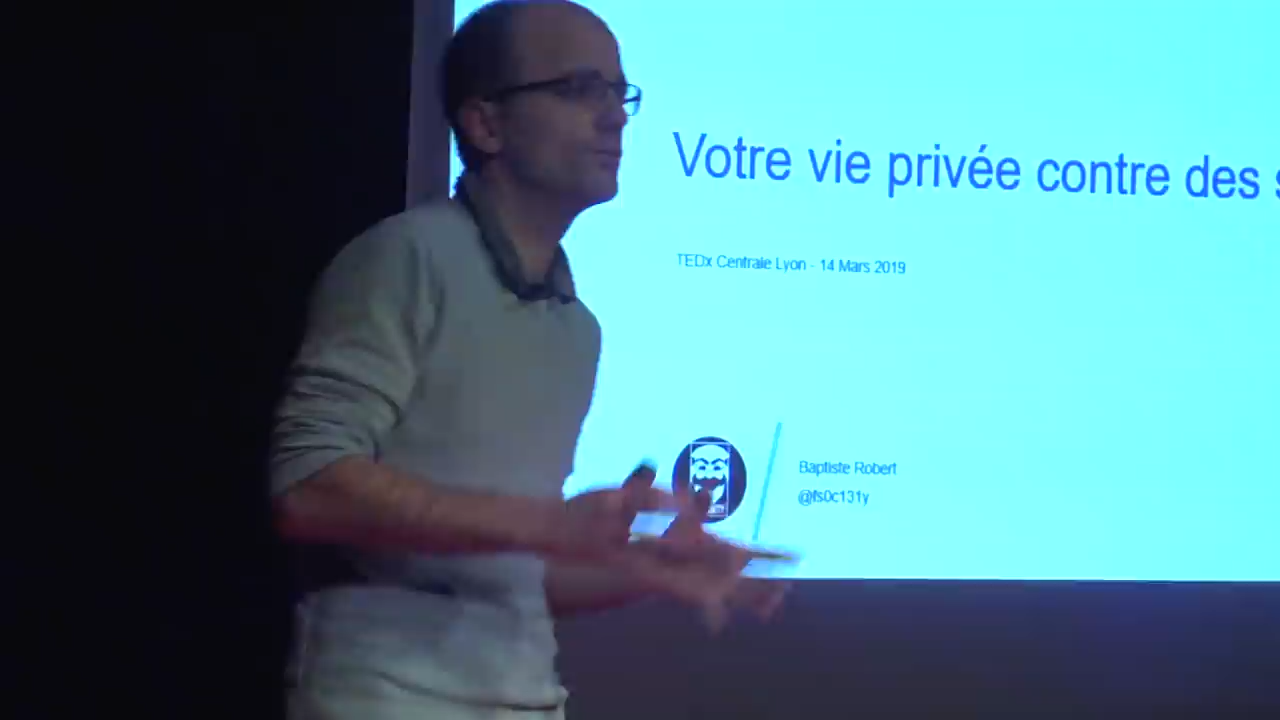 Votre vie privée contre des
TEDx Centrale Lyon - 14 Mars 2019
Baptiste Robert
@fs0c131y